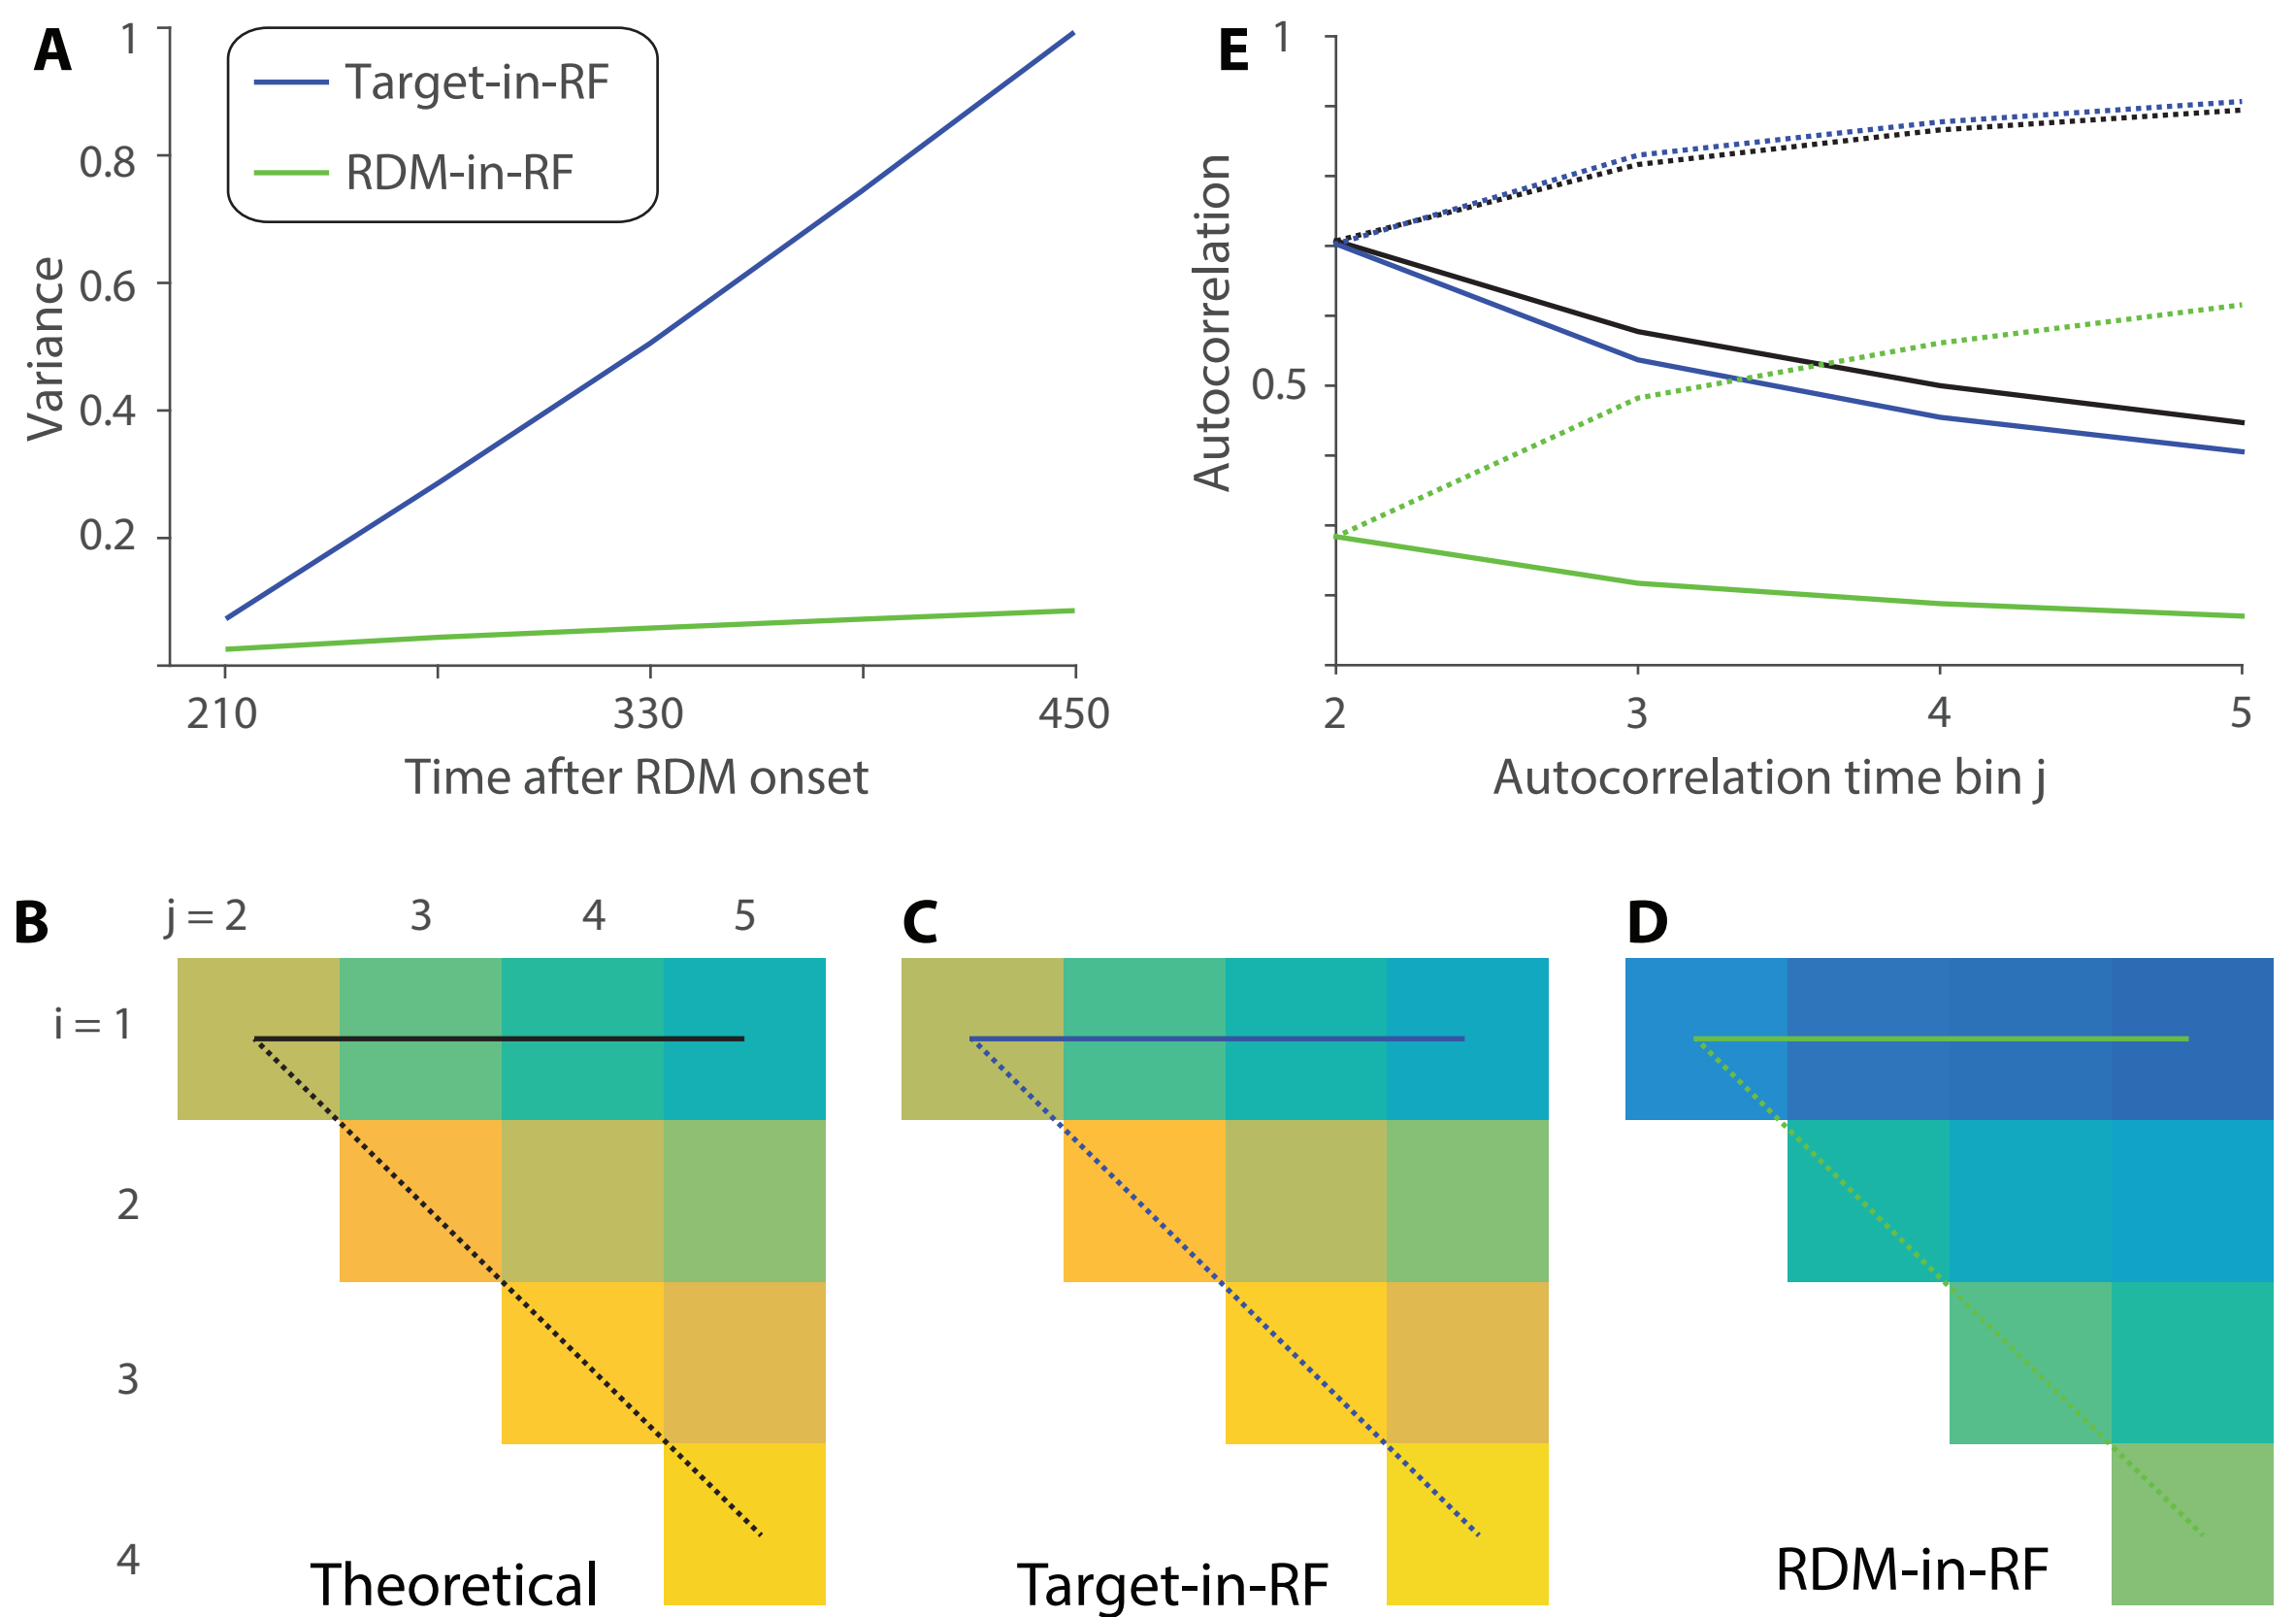 A
1
0.8
0.6
0.4
0.2
Variance
Target-in-RF
RDM-in-RF
210
330
450
Time after RDM onset
E
1
0.5
Autocorrelation
2
3
4
5
Autocorrelation time bin j
B
j = 2
3
4
5
i = 1
2
3
4
Theoretical
C
Target-in-RF
D
RDM-in-RF